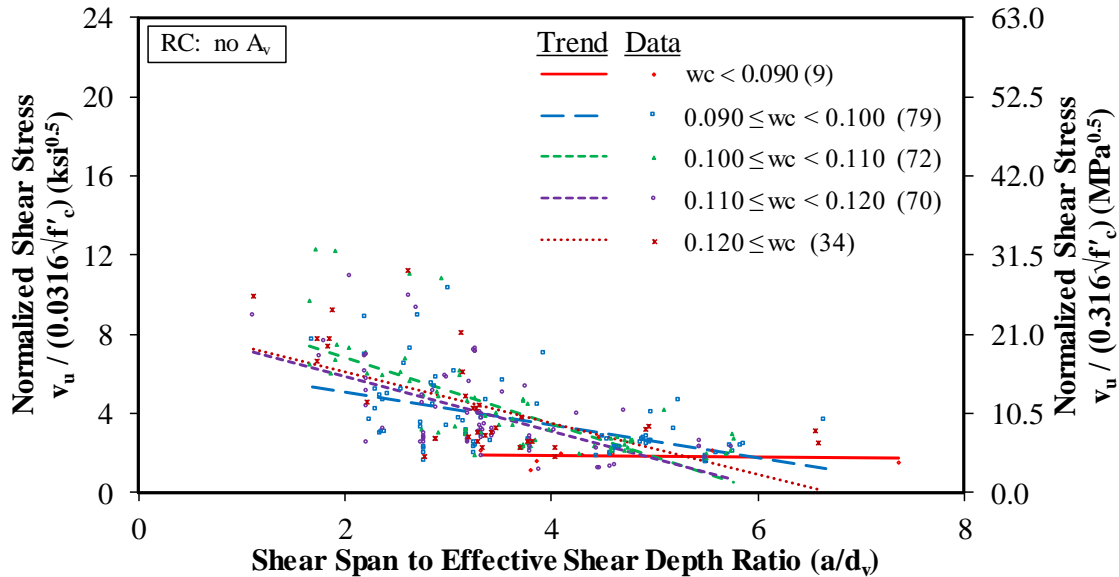 RC: no Av
Trend Data
wc < 0.090 (9)
0.090 ≤ wc < 0.100 (79)
0.100 ≤ wc < 0.110 (72)
0.110 ≤ wc < 0.120 (70)
0.120 ≤ wc (34)
Normalized Shear Stress
vu / (0.0316√f′c) (ksi0.5)
24
20
16
12
8
4
0
63.0
52.5
42.0
31.5
21.0
10.5
0.0
Normalized Shear Stress
vu / (0.316√f′c) (MPa0.5)
0 2 4 6 8
Shear Span to Effective Shear Depth Ratio (a/dv)